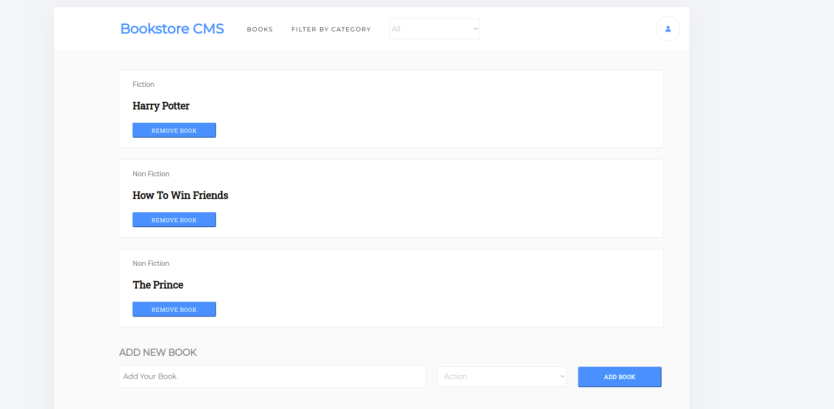 Bookstore CMS BOOKS FILTER BY CATEGORY All
Fiction
Harry Potter
REMOVE BOOK
Non Fiction
How To Win Friends
REMOVE BOOK
Non Fiction
The Prince
REMOVE BOOK
ADD NEW BOOK
Add Your Book Action ADD BOOK